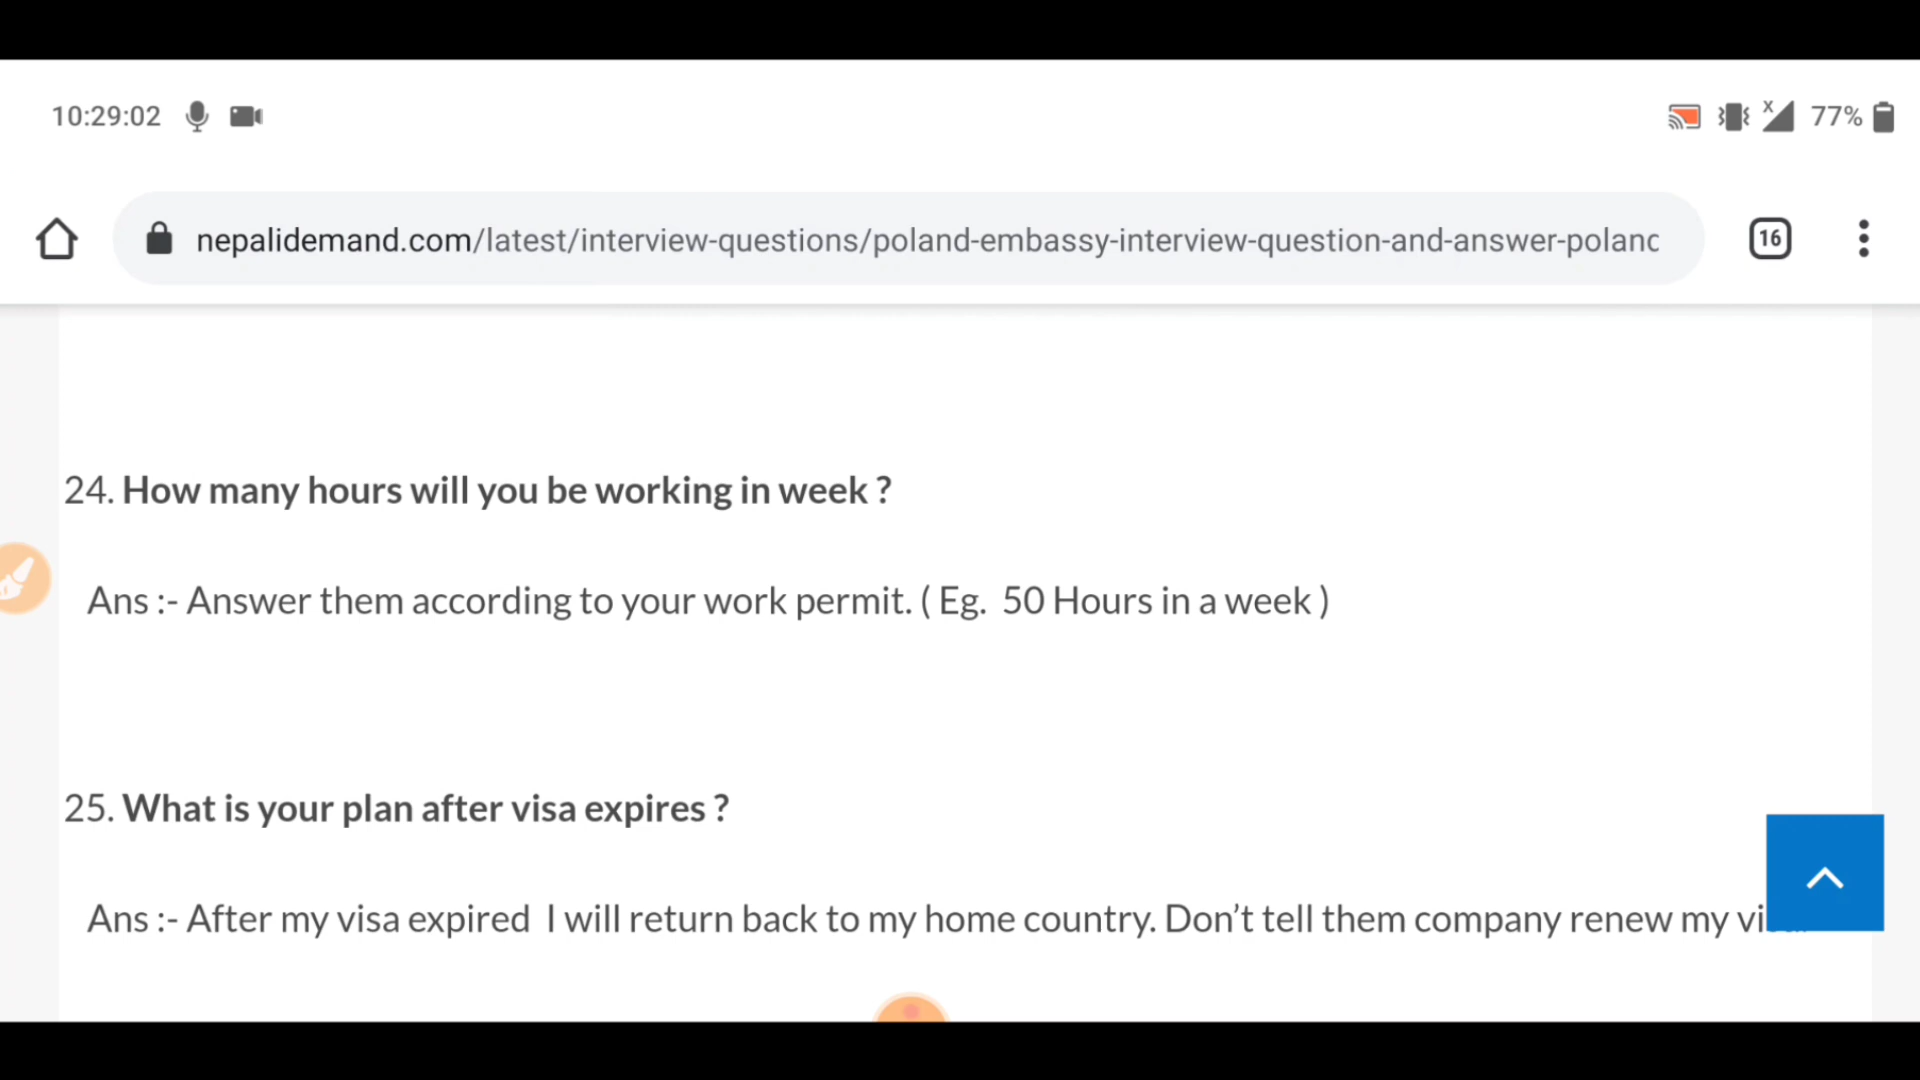 10:29:02
x
77%
nepalidemand.com/latest/interview-questions/poland-embassy-interview-question-and-answer-polanc
16
24. How many hours will you be working in week ?
Ans :- Answer them according to your work permit. ( Eg. 50 Hours in a week )
25. What is your plan after visa expires ?
Ans :- After my visa expired I will return back to my home country. Don’t tell them company renew my